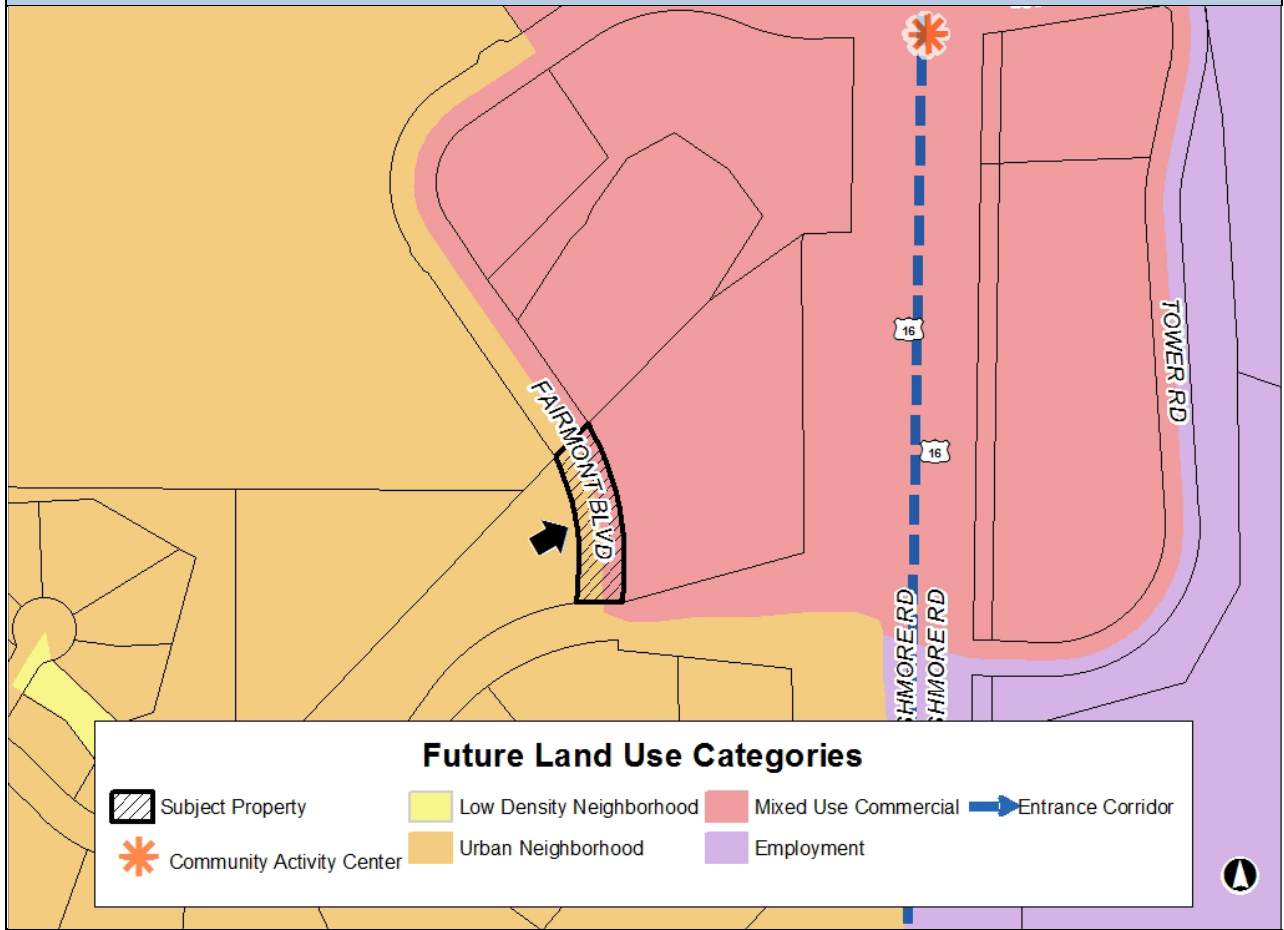 16
TOWER RD
FAIRMONT BLVD
16
SHMORE RD
SHMORE RD
Future Land Use Categories
Subject Property
Low Density Neighborhood
Mixed Use Commercial
Entrance Corridor
Community Activity Center
Urban Neighborhood
Employment